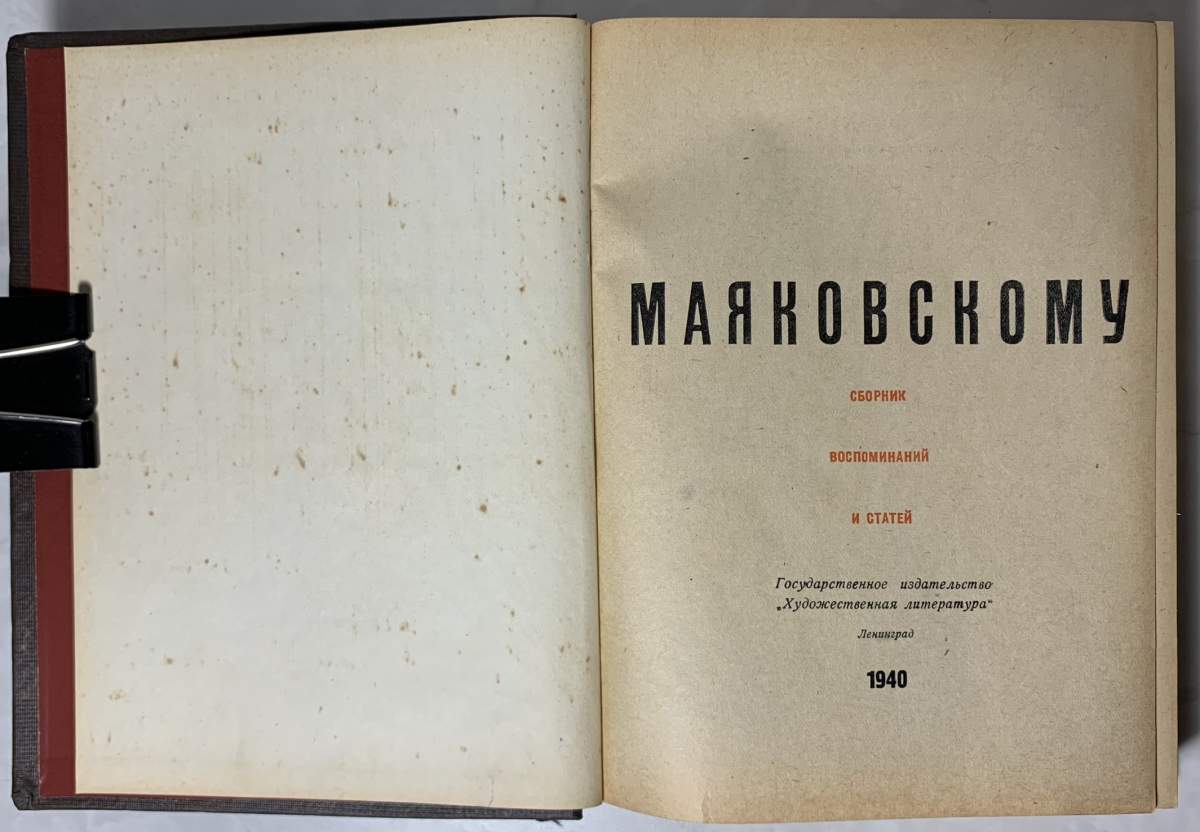 МАЯКОВСКОМУ
СБОРНИК
ВОСПОМИНАНИЙ
И СТАТЕЙ
Государственное издательство
„Художественная литература“
Ленинград
1940